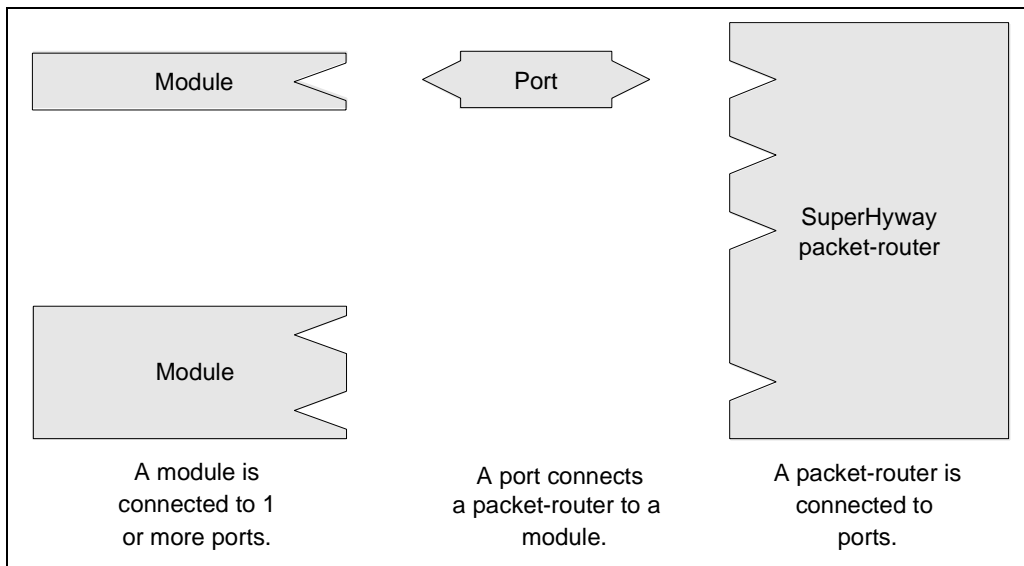 Module
Port
SuperHyway
packet-router
Module
A module is
connected to 1
or more ports.
A port connects
a packet-router to a
module.
A packet-router is
connected to
ports.